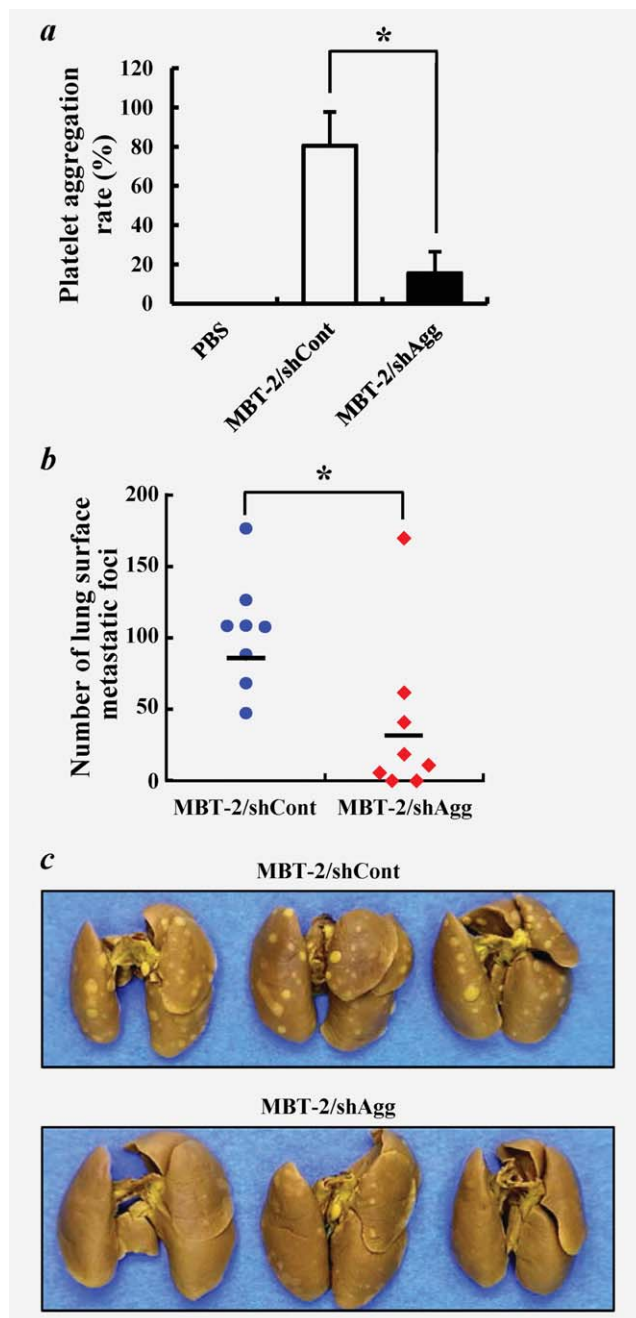 a
*
120
100
80
60
40
20
0
Platelet aggregation
rate (%)
PBS
MBT-2/shCont
MBT-2/shAgg
b
*
200
150
100
50
0
Number of lung surface
metastatic foci
MBT-2/shCont
MBT-2/shAgg
c
MBT-2/shCont
MBT-2/shAgg